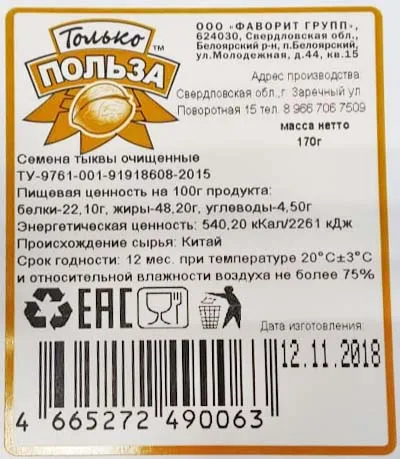 Только™
ПОЛЬЗА
ООО "ФАВОРИТ ГРУПП",
624030, Свердловская обл.,
Белоярский р-н, п.Белоярский,
ул.Молодежная, д.44, кв.15
Адрес производства:
Свердловская обл.,г. Заречный ул.
Поворотная 15 тел. 8 966 706 7509
масса нетто
170г
Семена тыквы очищенные
ТУ-9761-001-91918608-2015
Пищевая ценность на 100г продукта:
белки-22,10г, жиры-48,20г, углеводы-4,50г
Энергетическая ценность: 540,20 кКал/2261 кДж
Происхождение сырья: Китай
Срок годности: 12 мес. при температуре 20°С±3°С
и относительной влажности воздуха не более 75%
ЕАС
Дата изготовления:
12.11.2018
4 665272 490063